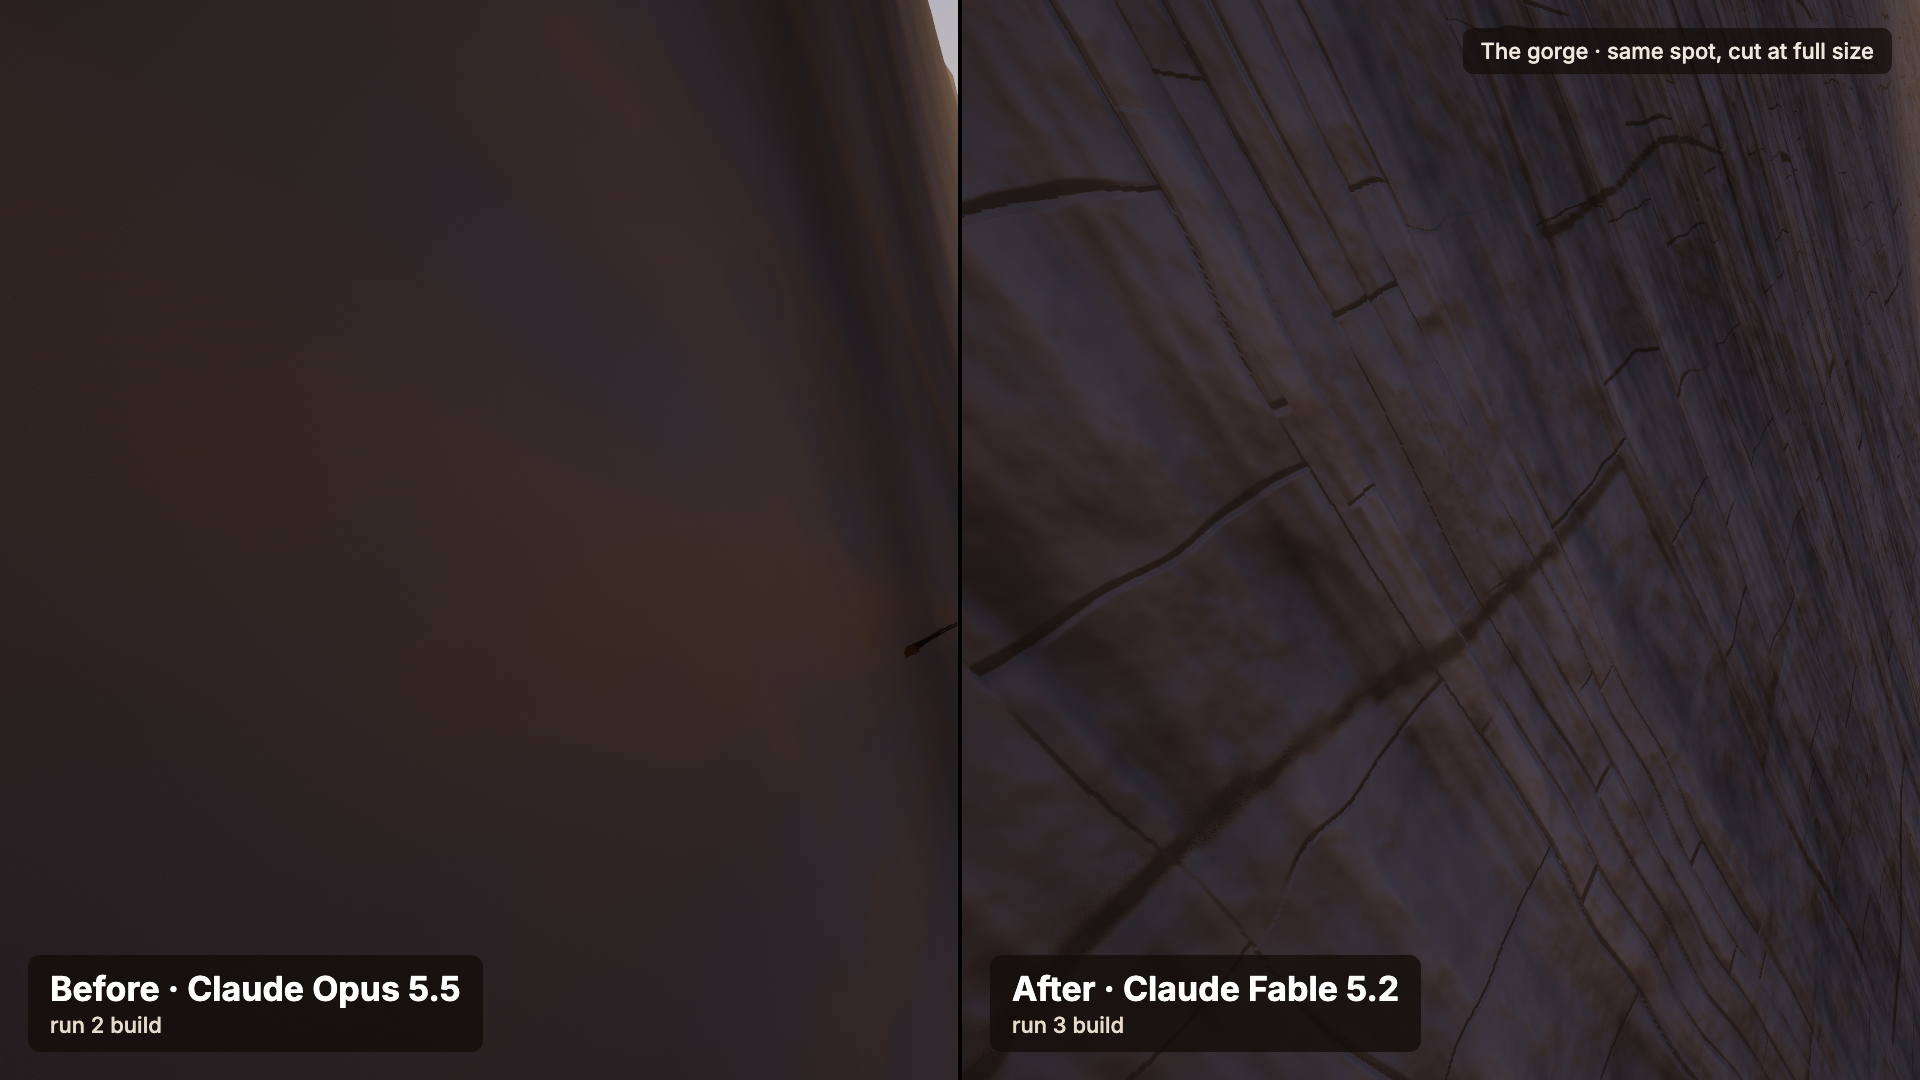 The gorge · same spot, cut at full size
Before · Claude Opus 5.5
run 2 build
After · Claude Fable 5.2
run 3 build